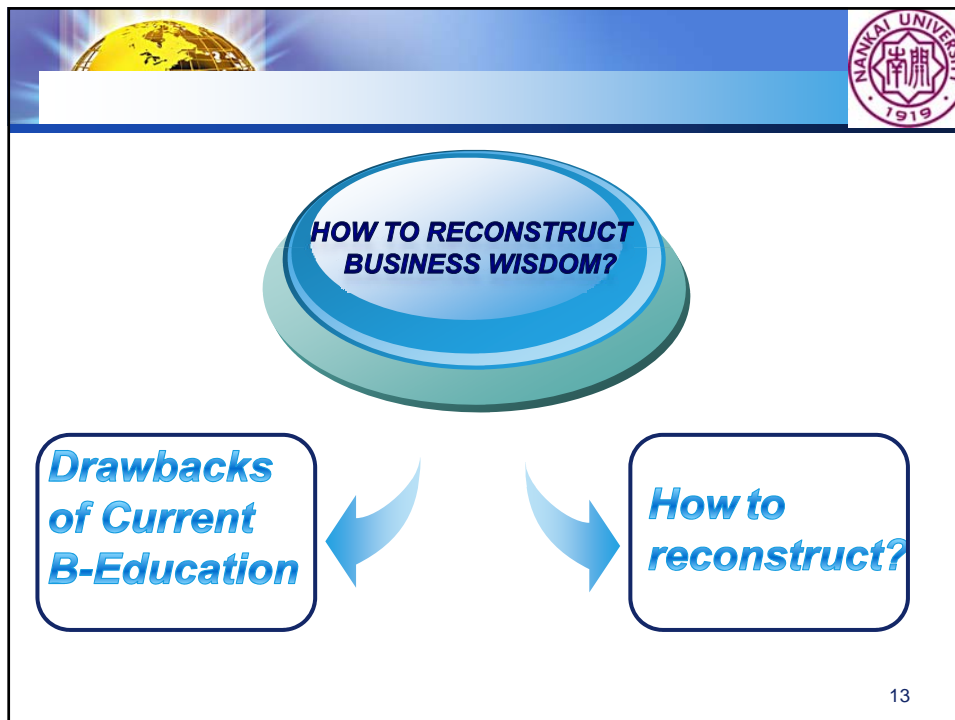 NANKAI UNIVERSITY
南開
· 1919 ·
HOW TO RECONSTRUCT
BUSINESS WISDOM?
Drawbacks
of Current
B-Education
How to
reconstruct?
13